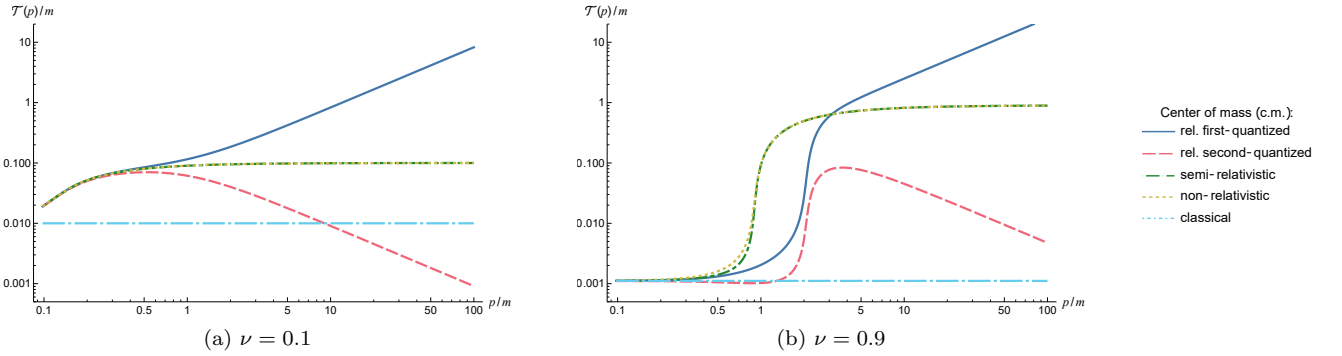 𝒯(p)/m
10
1
0.100
0.010
0.001
0.1 0.5 1 5 10 50 100
p/m
(a) ν = 0.1
𝒯(p)/m
10
1
0.100
0.010
0.001
0.1 0.5 1 5 10 50 100
p/m
(b) ν = 0.9
Center of mass (c.m.):
rel. first-quantized
rel. second-quantized
semi-relativistic
non-relativistic
classical